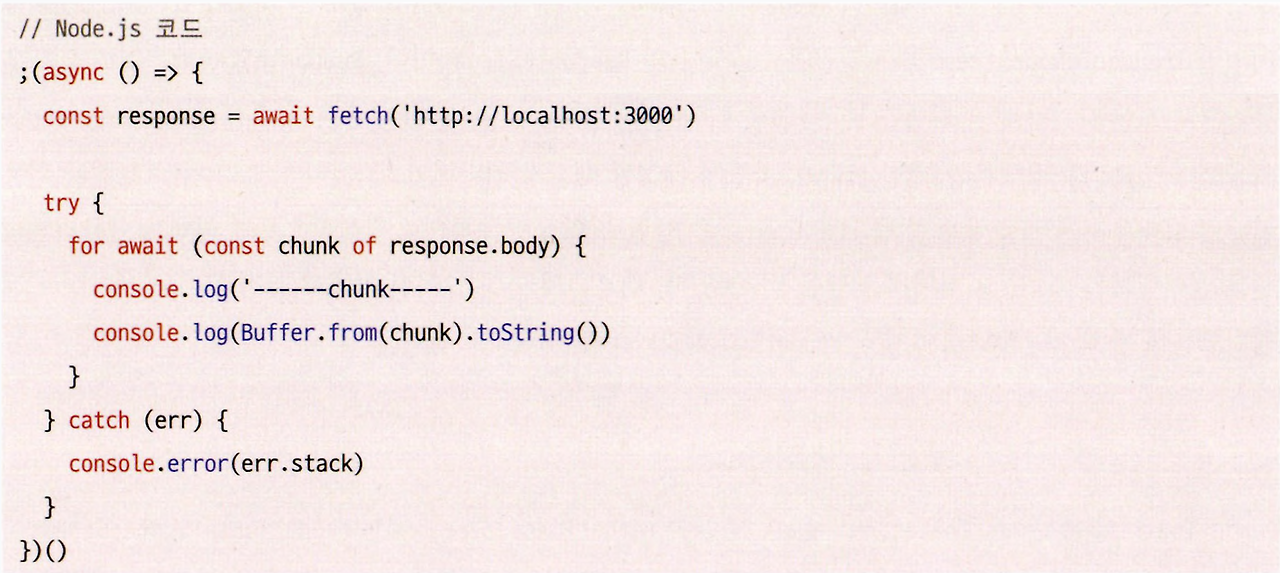 // Node.js 코드
;(async () => {
  const response = await fetch('http://localhost:3000')
  try {
    for await (const chunk of response.body) {
      console.log('------chunk-----')
      console.log(Buffer.from(chunk).toString())
    }
  } catch (err) {
    console.error(err.stack)
  }
})()